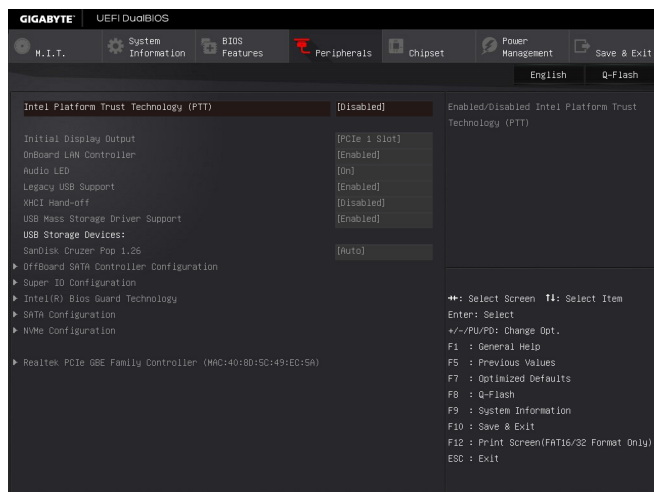 GIGABYTE™ UEFI DualBIOS
M.I.T. System Information BIOS Features Peripherals Chipset Power Management Save & Exit
English Q-Flash
Intel Platform Trust Technology (PTT) [Disabled]
Enabled/Disabled Intel Platform Trust
Technology (PTT)
Initial Display Output [PCIe 1 Slot]
OnBoard LAN Controller [Enabled]
Audio LED [On]
Legacy USB Support [Enabled]
XHCI Hand-off [Disabled]
USB Mass Storage Driver Support [Enabled]
USB Storage Devices:
SanDisk Cruzer Pop 1.26 [Auto]
OffBoard SATA Controller Configuration
Super IO Configuration
Intel(R) Bios Guard Technology
SATA Configuration
NVMe Configuration
Realtek PCIe GBE Family Controller (MAC:40:8D:5C:49:EC:5A)
→←: Select Screen ↑↓: Select Item
Enter: Select
+/-/PU/PD: Change Opt.
F1 : General Help
F5 : Previous Values
F7 : Optimized Defaults
F8 : Q-Flash
F9 : System Information
F10 : Save & Exit
F12 : Print Screen(FAT16/32 Format Only)
ESC : Exit